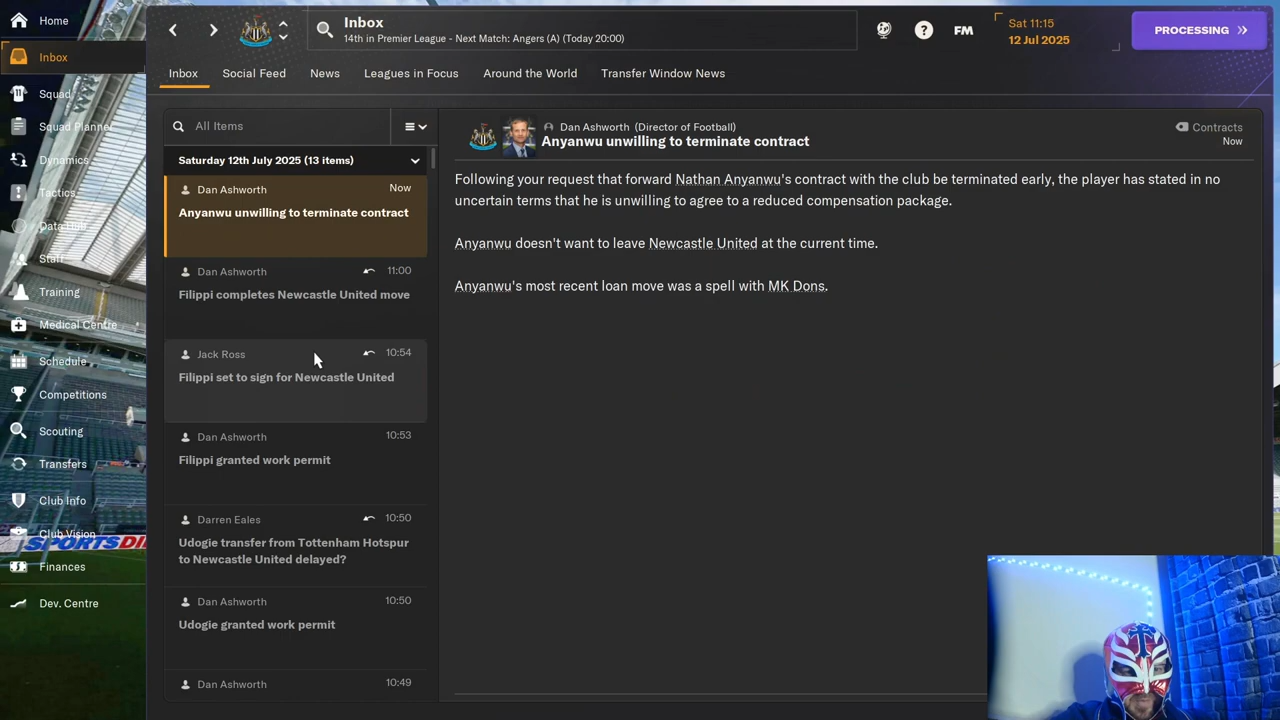 Home
Inbox
Squad
Squad Planner
Dynamics
Tactics
Data Hub
Staff
Training
Medical Centre
Schedule
Competitions
Scouting
Transfers
Club Info
Club Vision
SPORTS DI
Finances
Dev. Centre
Inbox
14th in Premier League - Next Match: Angers (A) (Today 20:00)
?
FM
Sat 11:15
12 Jul 2025
PROCESSING
Inbox
Social Feed
News
Leagues in Focus
Around the World
Transfer Window News
All Items
Saturday 12th July 2025 (13 items)
Dan Ashworth
Now
Anyanwu unwilling to terminate contract
Dan Ashworth
11:00
Filippi completes Newcastle United move
Jack Ross
10:54
Filippi set to sign for Newcastle United
Dan Ashworth
10:53
Filippi granted work permit
Darren Eales
10:50
Udogie transfer from Tottenham Hotspur
to Newcastle United delayed?
Dan Ashworth
10:50
Udogie granted work permit
Dan Ashworth
10:49
Dan Ashworth (Director of Football)
Anyanwu unwilling to terminate contract
Contracts
Now
Following your request that forward Nathan Anyanwu's contract with the club be terminated early, the player has stated in no
uncertain terms that he is unwilling to agree to a reduced compensation package.
Anyanwu doesn't want to leave Newcastle United at the current time.
Anyanwu's most recent loan move was a spell with MK Dons.